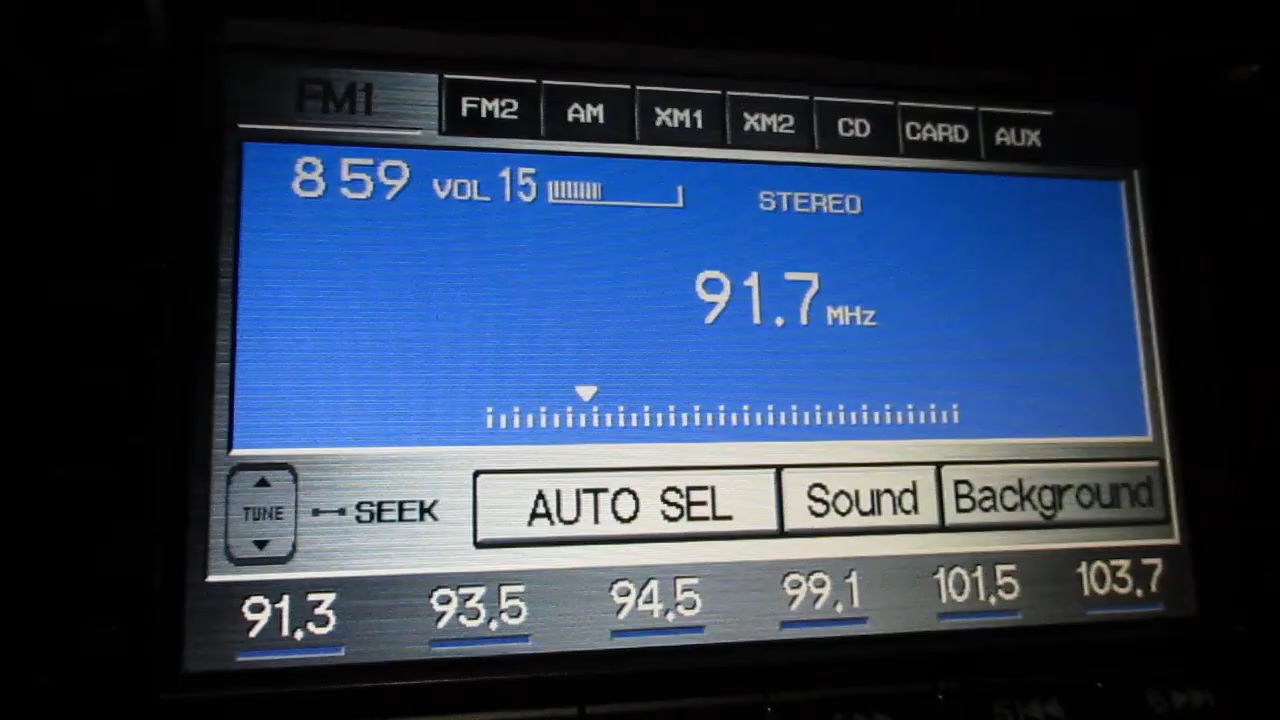 FM1 FM2 AM XM1 XM2 CD CARD AUX
8 59 VOL 15 STEREO
91.7 MHz
TUNE SEEK AUTO SEL Sound Background
91.3 93.5 94.5 99.1 101.5 103.7